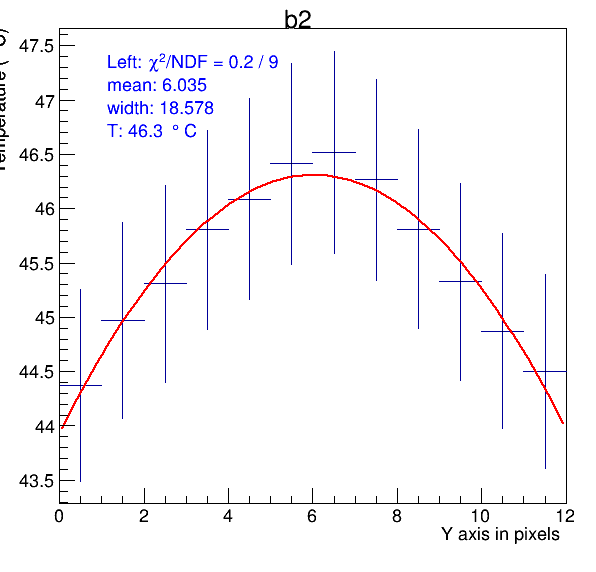 b2
Temperature (°C)
Left: χ²/NDF = 0.2 / 9
mean: 6.035
width: 18.578
T: 46.3 °C
47.5
47
46.5
46
45.5
45
44.5
44
43.5
0 2 4 6 8 10 12
Y axis in pixels